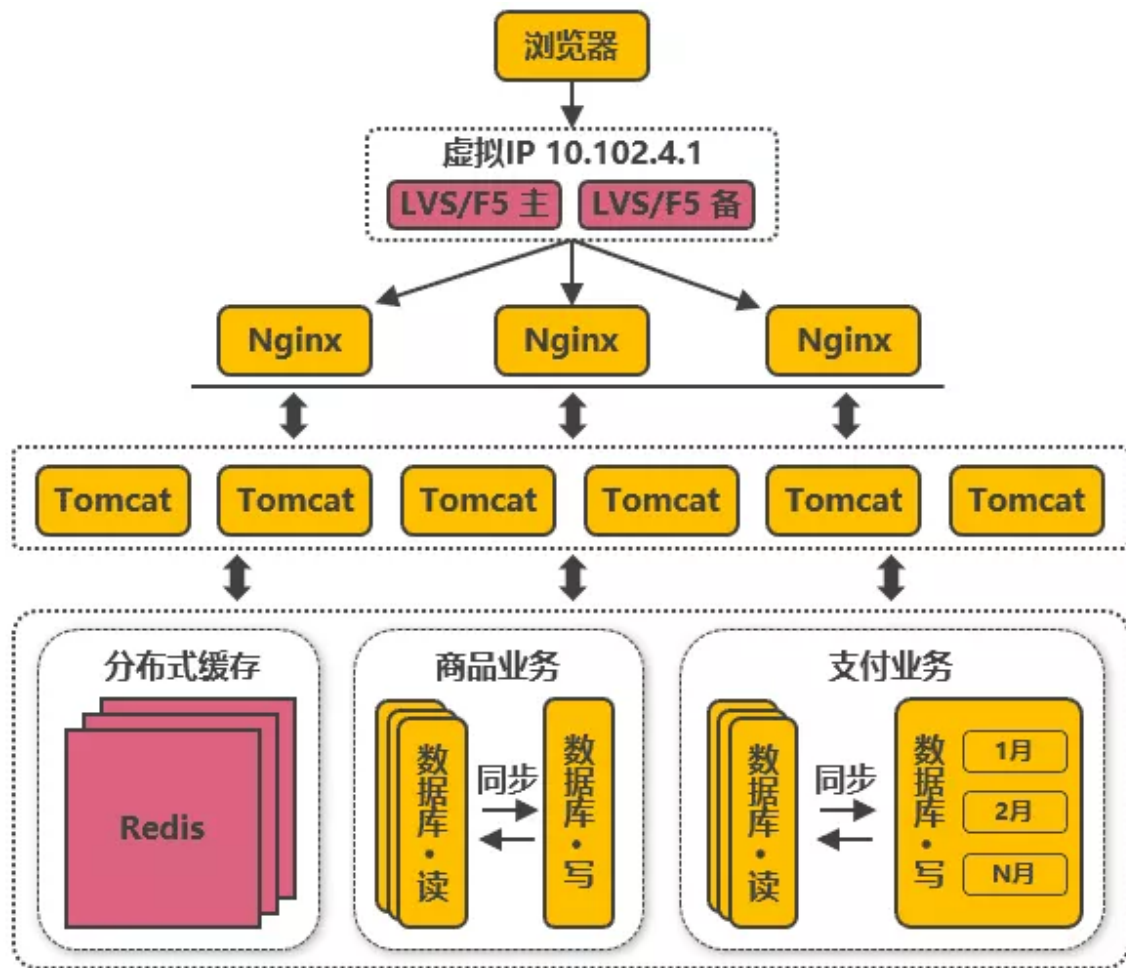 浏览器
虚拟IP 10.102.4.1
LVS/F5 主
LVS/F5 备
Nginx
Nginx
Nginx
Tomcat
Tomcat
Tomcat
Tomcat
Tomcat
Tomcat
分布式缓存
Redis
商品业务
数据库·读
同步
数据库·写
支付业务
数据库·读
同步
数据库·写
1月
2月
N月